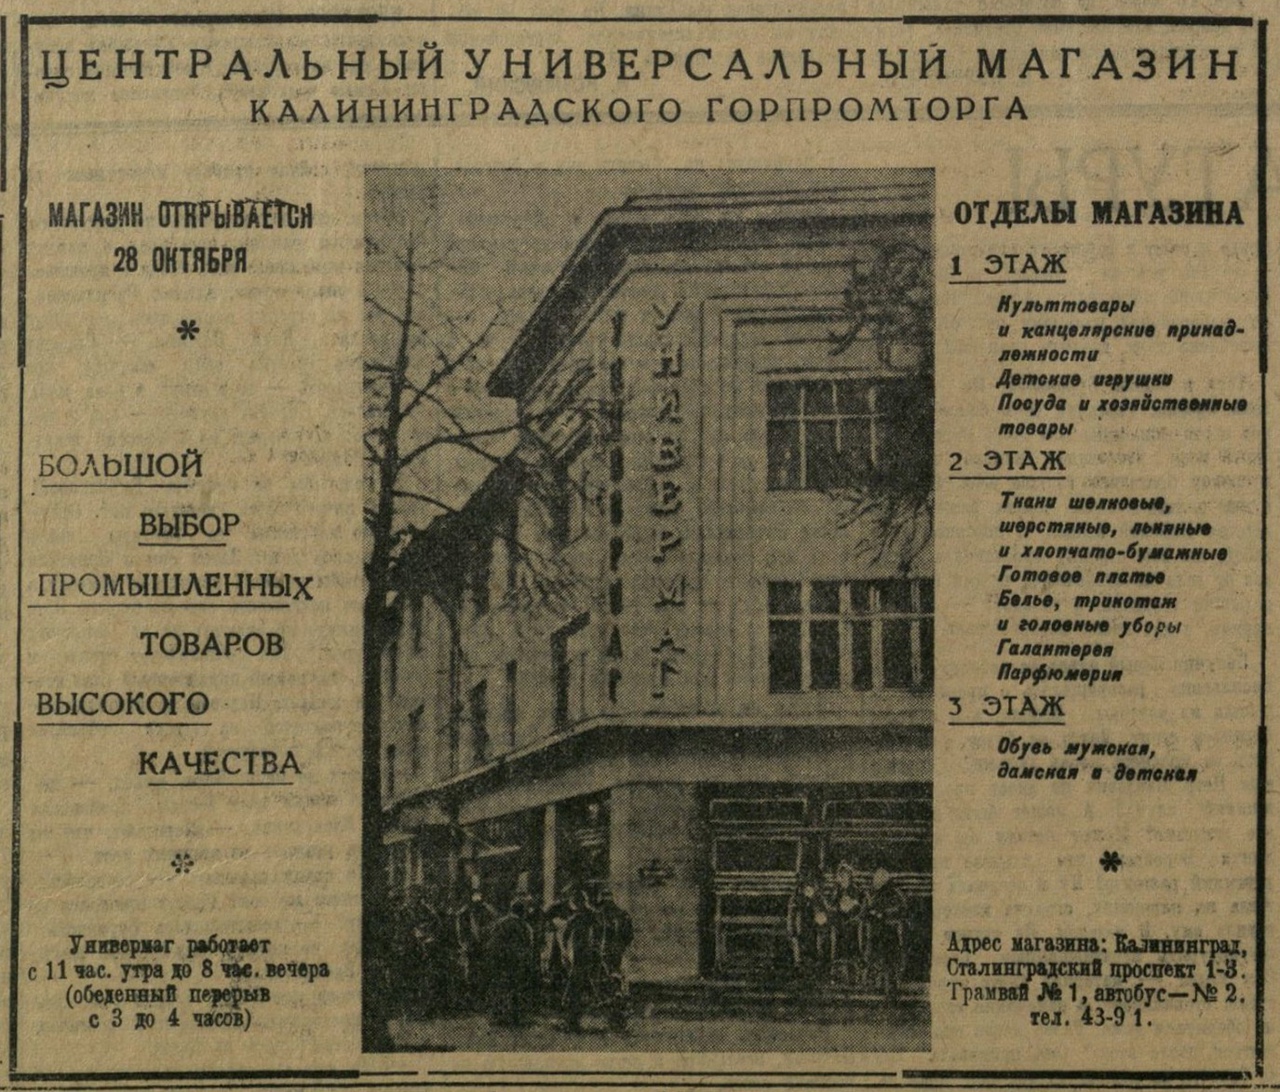 ЦЕНТРАЛЬНЫЙ УНИВЕРСАЛЬНЫЙ МАГАЗИН
КАЛИНИНГРАДСКОГО ГОРПРОМТОРГА
МАГАЗИН ОТКРЫВАЕТСЯ
28 ОКТЯБРЯ
*
БОЛЬШОЙ
ВЫБОР
ПРОМЫШЛЕННЫХ
ТОВАРОВ
ВЫСОКОГО
КАЧЕСТВА
*
Универмаг работает
с 11 час. утра до 8 час. вечера
(обеденный перерыв
с 3 до 4 часов)
УНИВЕРМАГ
УНИВЕРМАГ
ОТДЕЛЫ МАГАЗИНА
1 ЭТАЖ
Культтовары
и канцелярские принад-
лежности
Детские игрушки
Посуда и хозяйственные
товары
2 ЭТАЖ
Ткани шелковые,
шерстяные, льняные
и хлопчато-бумажные
Готовое платье
Белье, трикотаж
и головные уборы
Галантерея
Парфюмерия
3 ЭТАЖ
Обувь мужская,
дамская и детская
*
Адрес магазина: Калининград,
Сталинградский проспект 1-3.
Трамвай № 1, автобус—№ 2.
тел. 43-91.